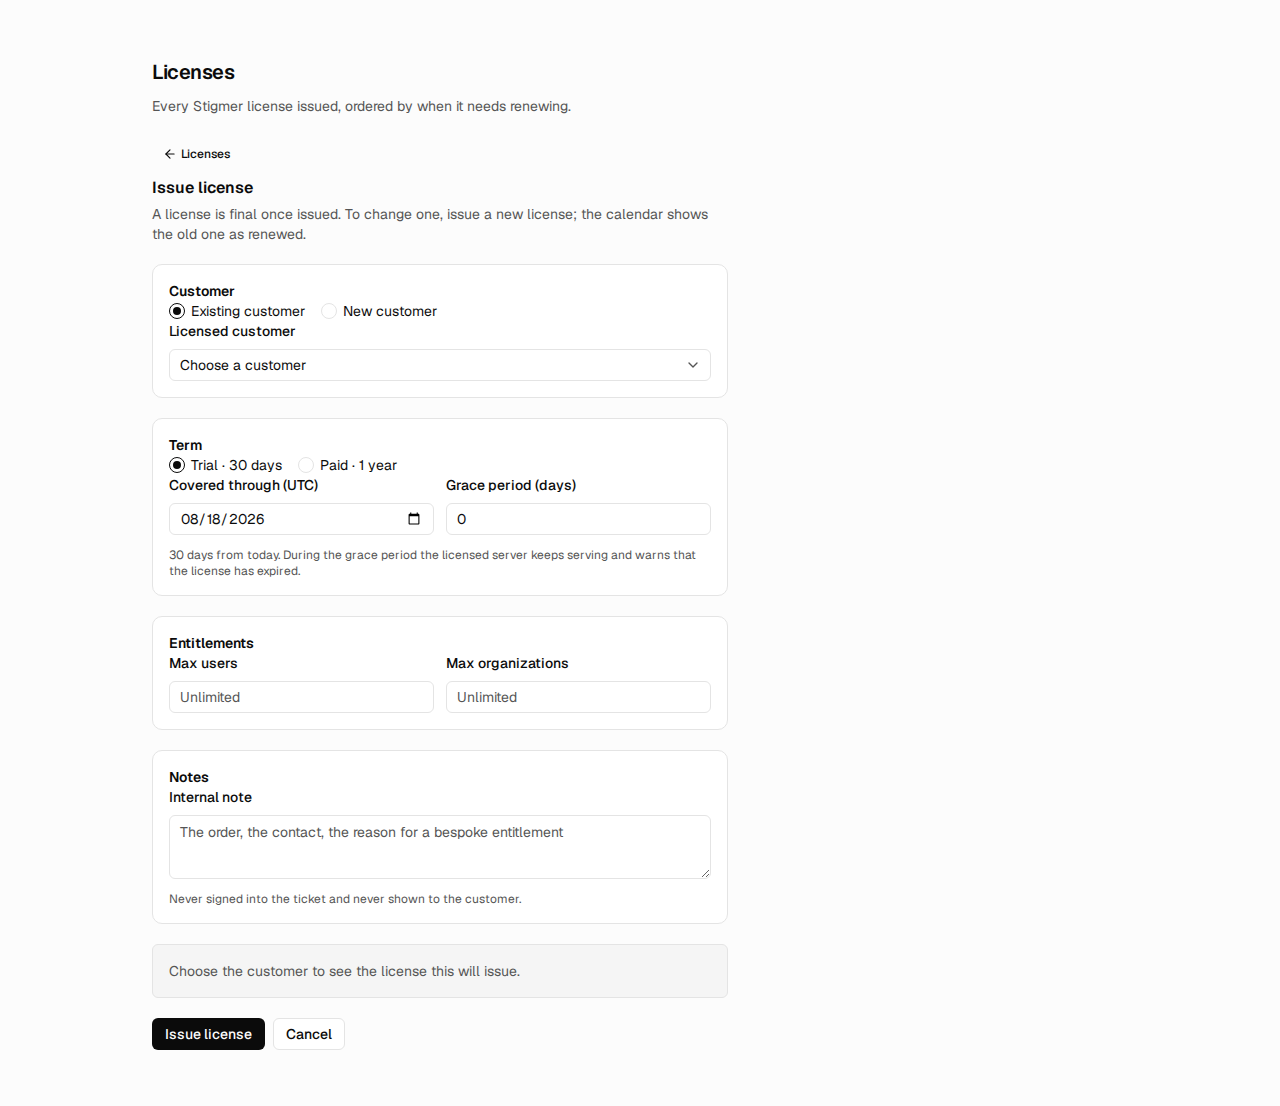 Licenses
Every Stigmer license issued, ordered by when it needs renewing.
Licenses
Issue license
A license is final once issued. To change one, issue a new license; the calendar shows
the old one as renewed.
Customer
Existing customer New customer
Licensed customer
Choose a customer
Term
Trial · 30 days Paid · 1 year
Covered through (UTC) Grace period (days)
08/18/2026 0
30 days from today. During the grace period the licensed server keeps serving and warns that
the license has expired.
Entitlements
Max users Max organizations
Unlimited Unlimited
Notes
Internal note
The order, the contact, the reason for a bespoke entitlement
Never signed into the ticket and never shown to the customer.
Choose the customer to see the license this will issue.
Issue license Cancel